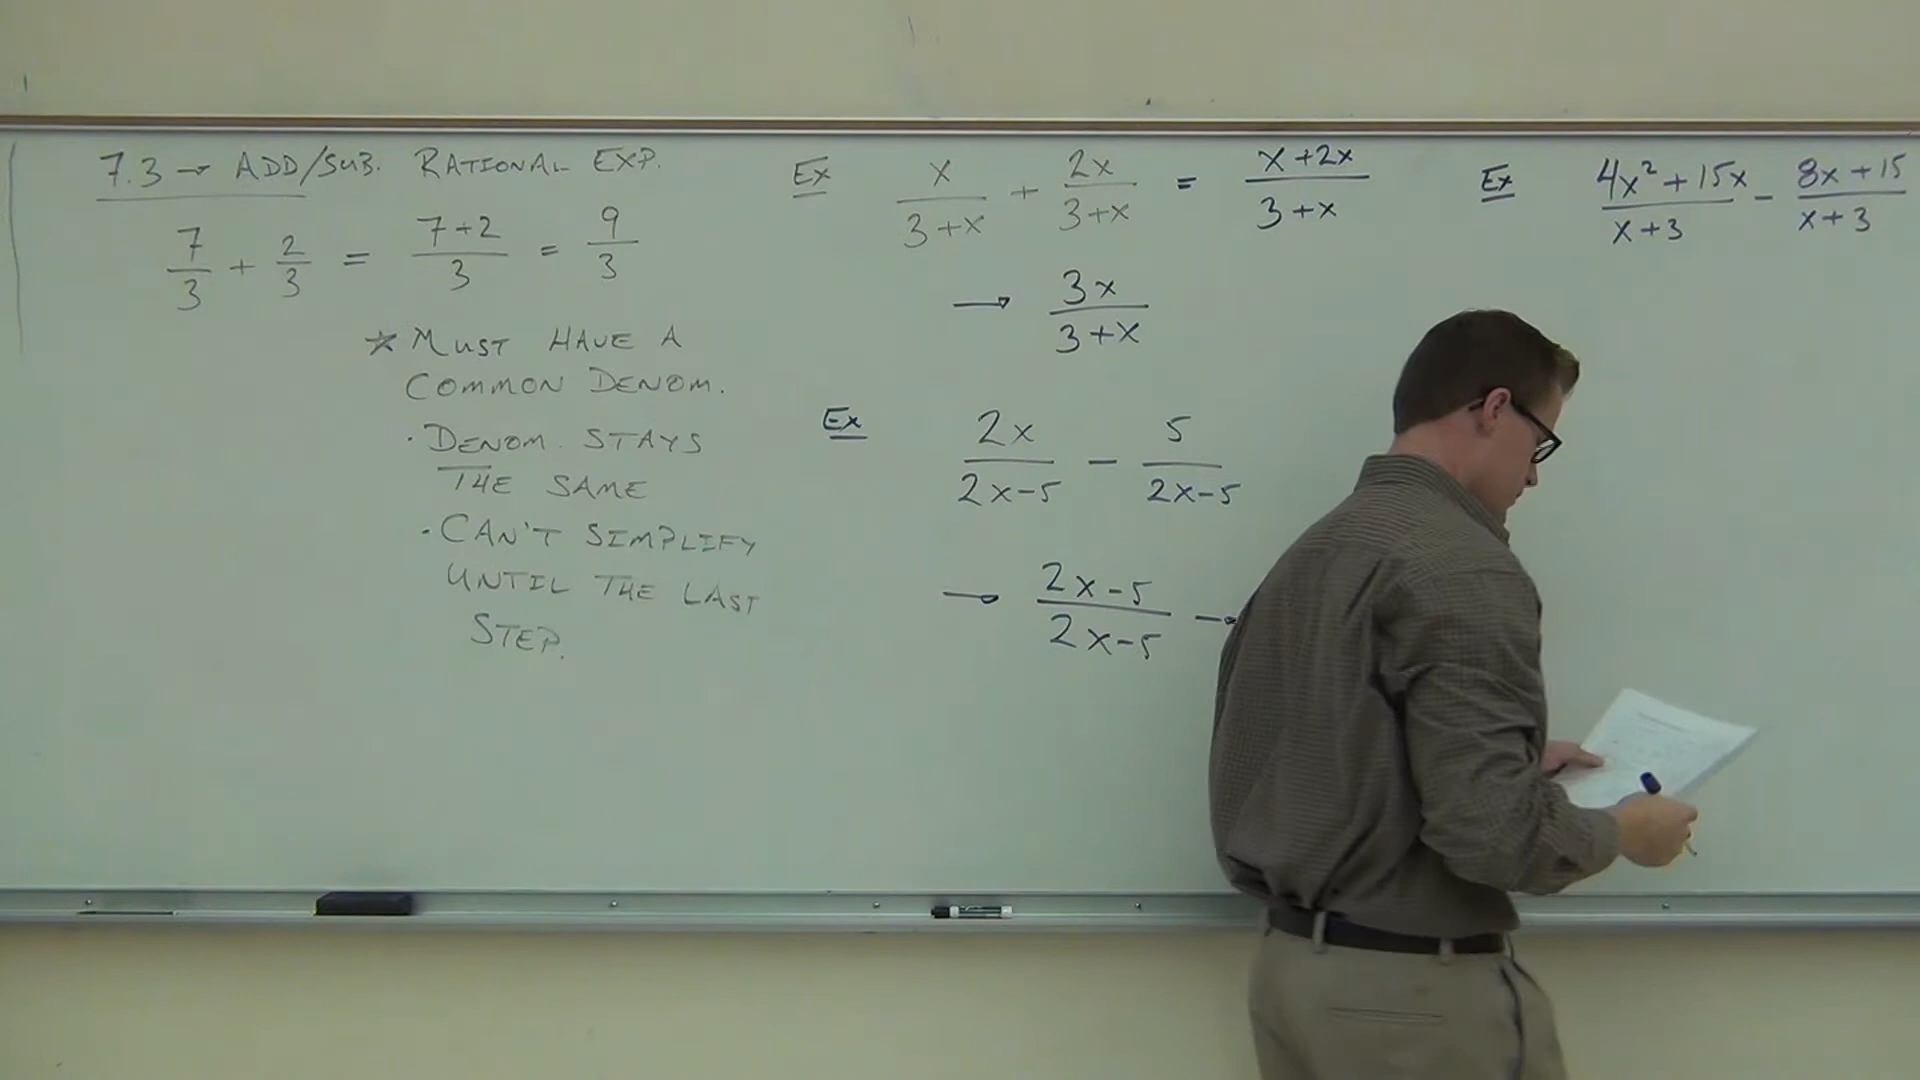 7.3 → ADD/SUB. RATIONAL EXP.
7/3 + 2/3 = 7+2/3 = 9/3
☆ MUST HAVE A
COMMON DENOM.
· DENOM. STAYS
THE SAME
· CAN'T SIMPLIFY
UNTIL THE LAST
STEP.
Ex x/3+x + 2x/3+x = x+2x/3+x
→ 3x/3+x
Ex 2x/2x-5 - 5/2x-5
→ 2x-5/2x-5 →
Ex 4x²+15x/x+3 - 8x+15/x+3